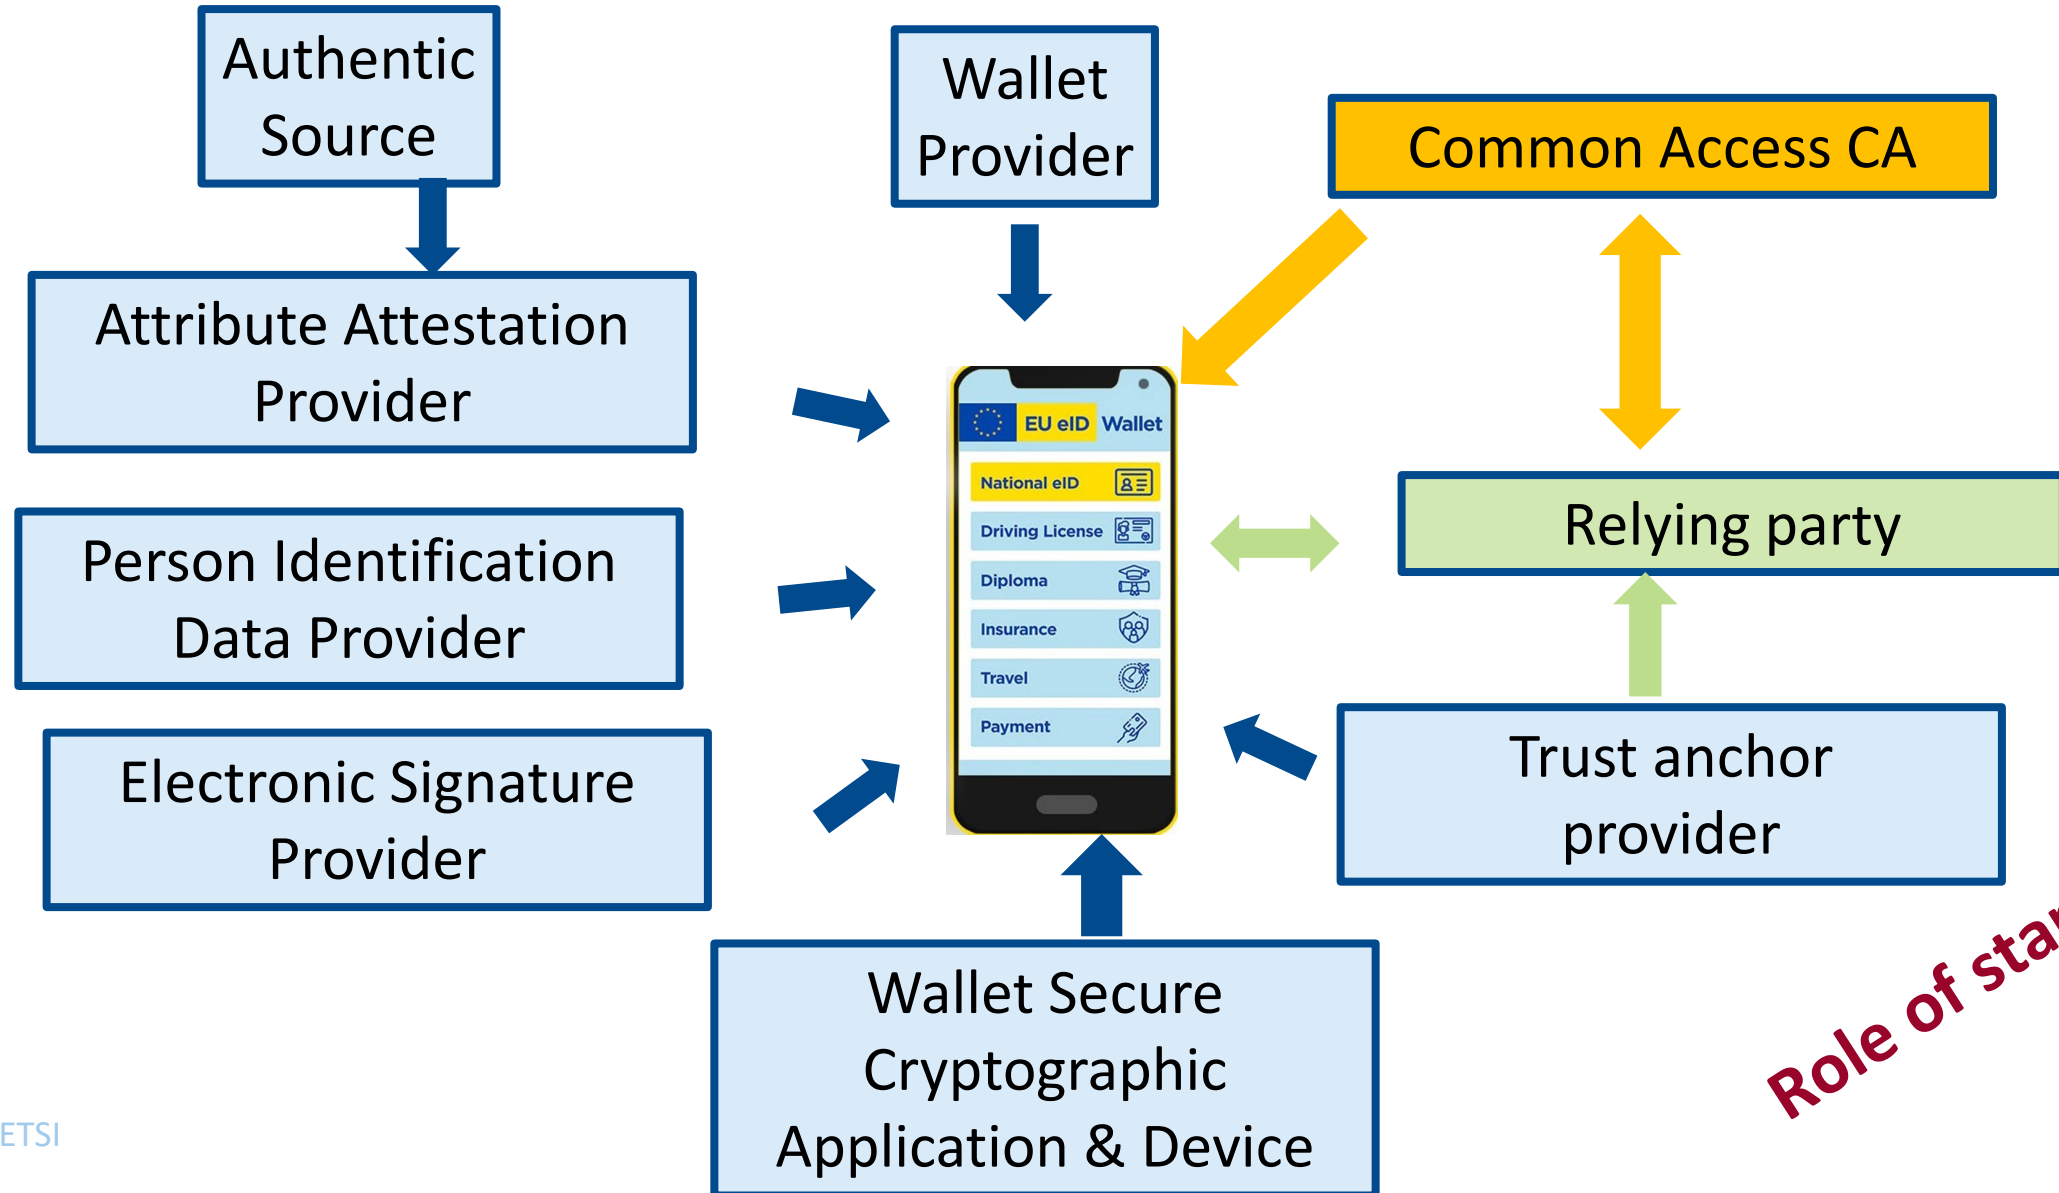 Authentic
Source
Wallet
Provider
Common Access CA
Attribute Attestation
Provider
EU eID Wallet
National eID
Driving License
Diploma
Insurance
Travel
Payment
Relying party
Person Identification
Data Provider
Electronic Signature
Provider
Trust anchor
provider
Wallet Secure
Cryptographic
Application & Device
Role of
ETSI